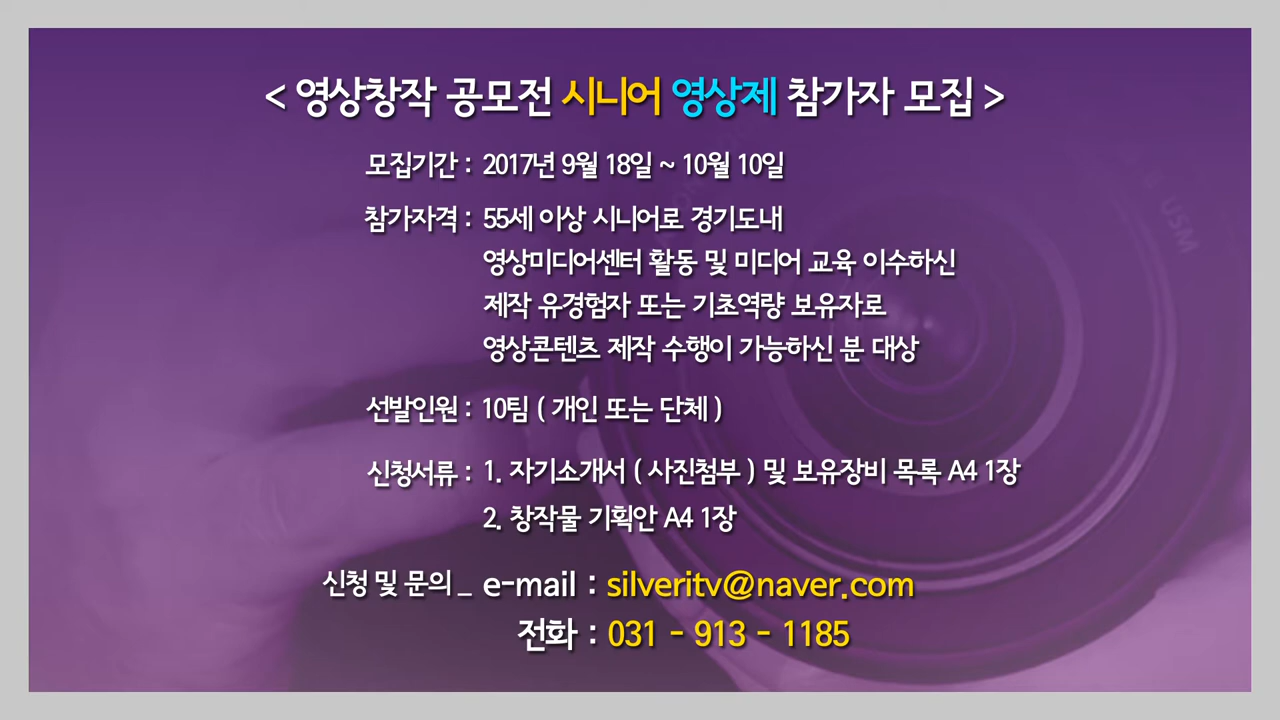 < 영상창작 공모전 시니어 영상제 참가자 모집 >
모집기간 : 2017년 9월 18일 ~ 10월 10일
참가자격 : 55세 이상 시니어로 경기도내
영상미디어센터 활동 및 미디어 교육 이수하신
제작 유경험자 또는 기초역량 보유자로
영상콘텐츠 제작 수행이 가능하신 분 대상
선발인원 : 10팀 ( 개인 또는 단체 )
신청서류 : 1. 자기소개서 ( 사진첨부 ) 및 보유장비 목록 A4 1장
2. 창작물 기획안 A4 1장
신청 및 문의 _ e-mail : silveritv@naver.com
전화 : 031 - 913 - 1185
USM